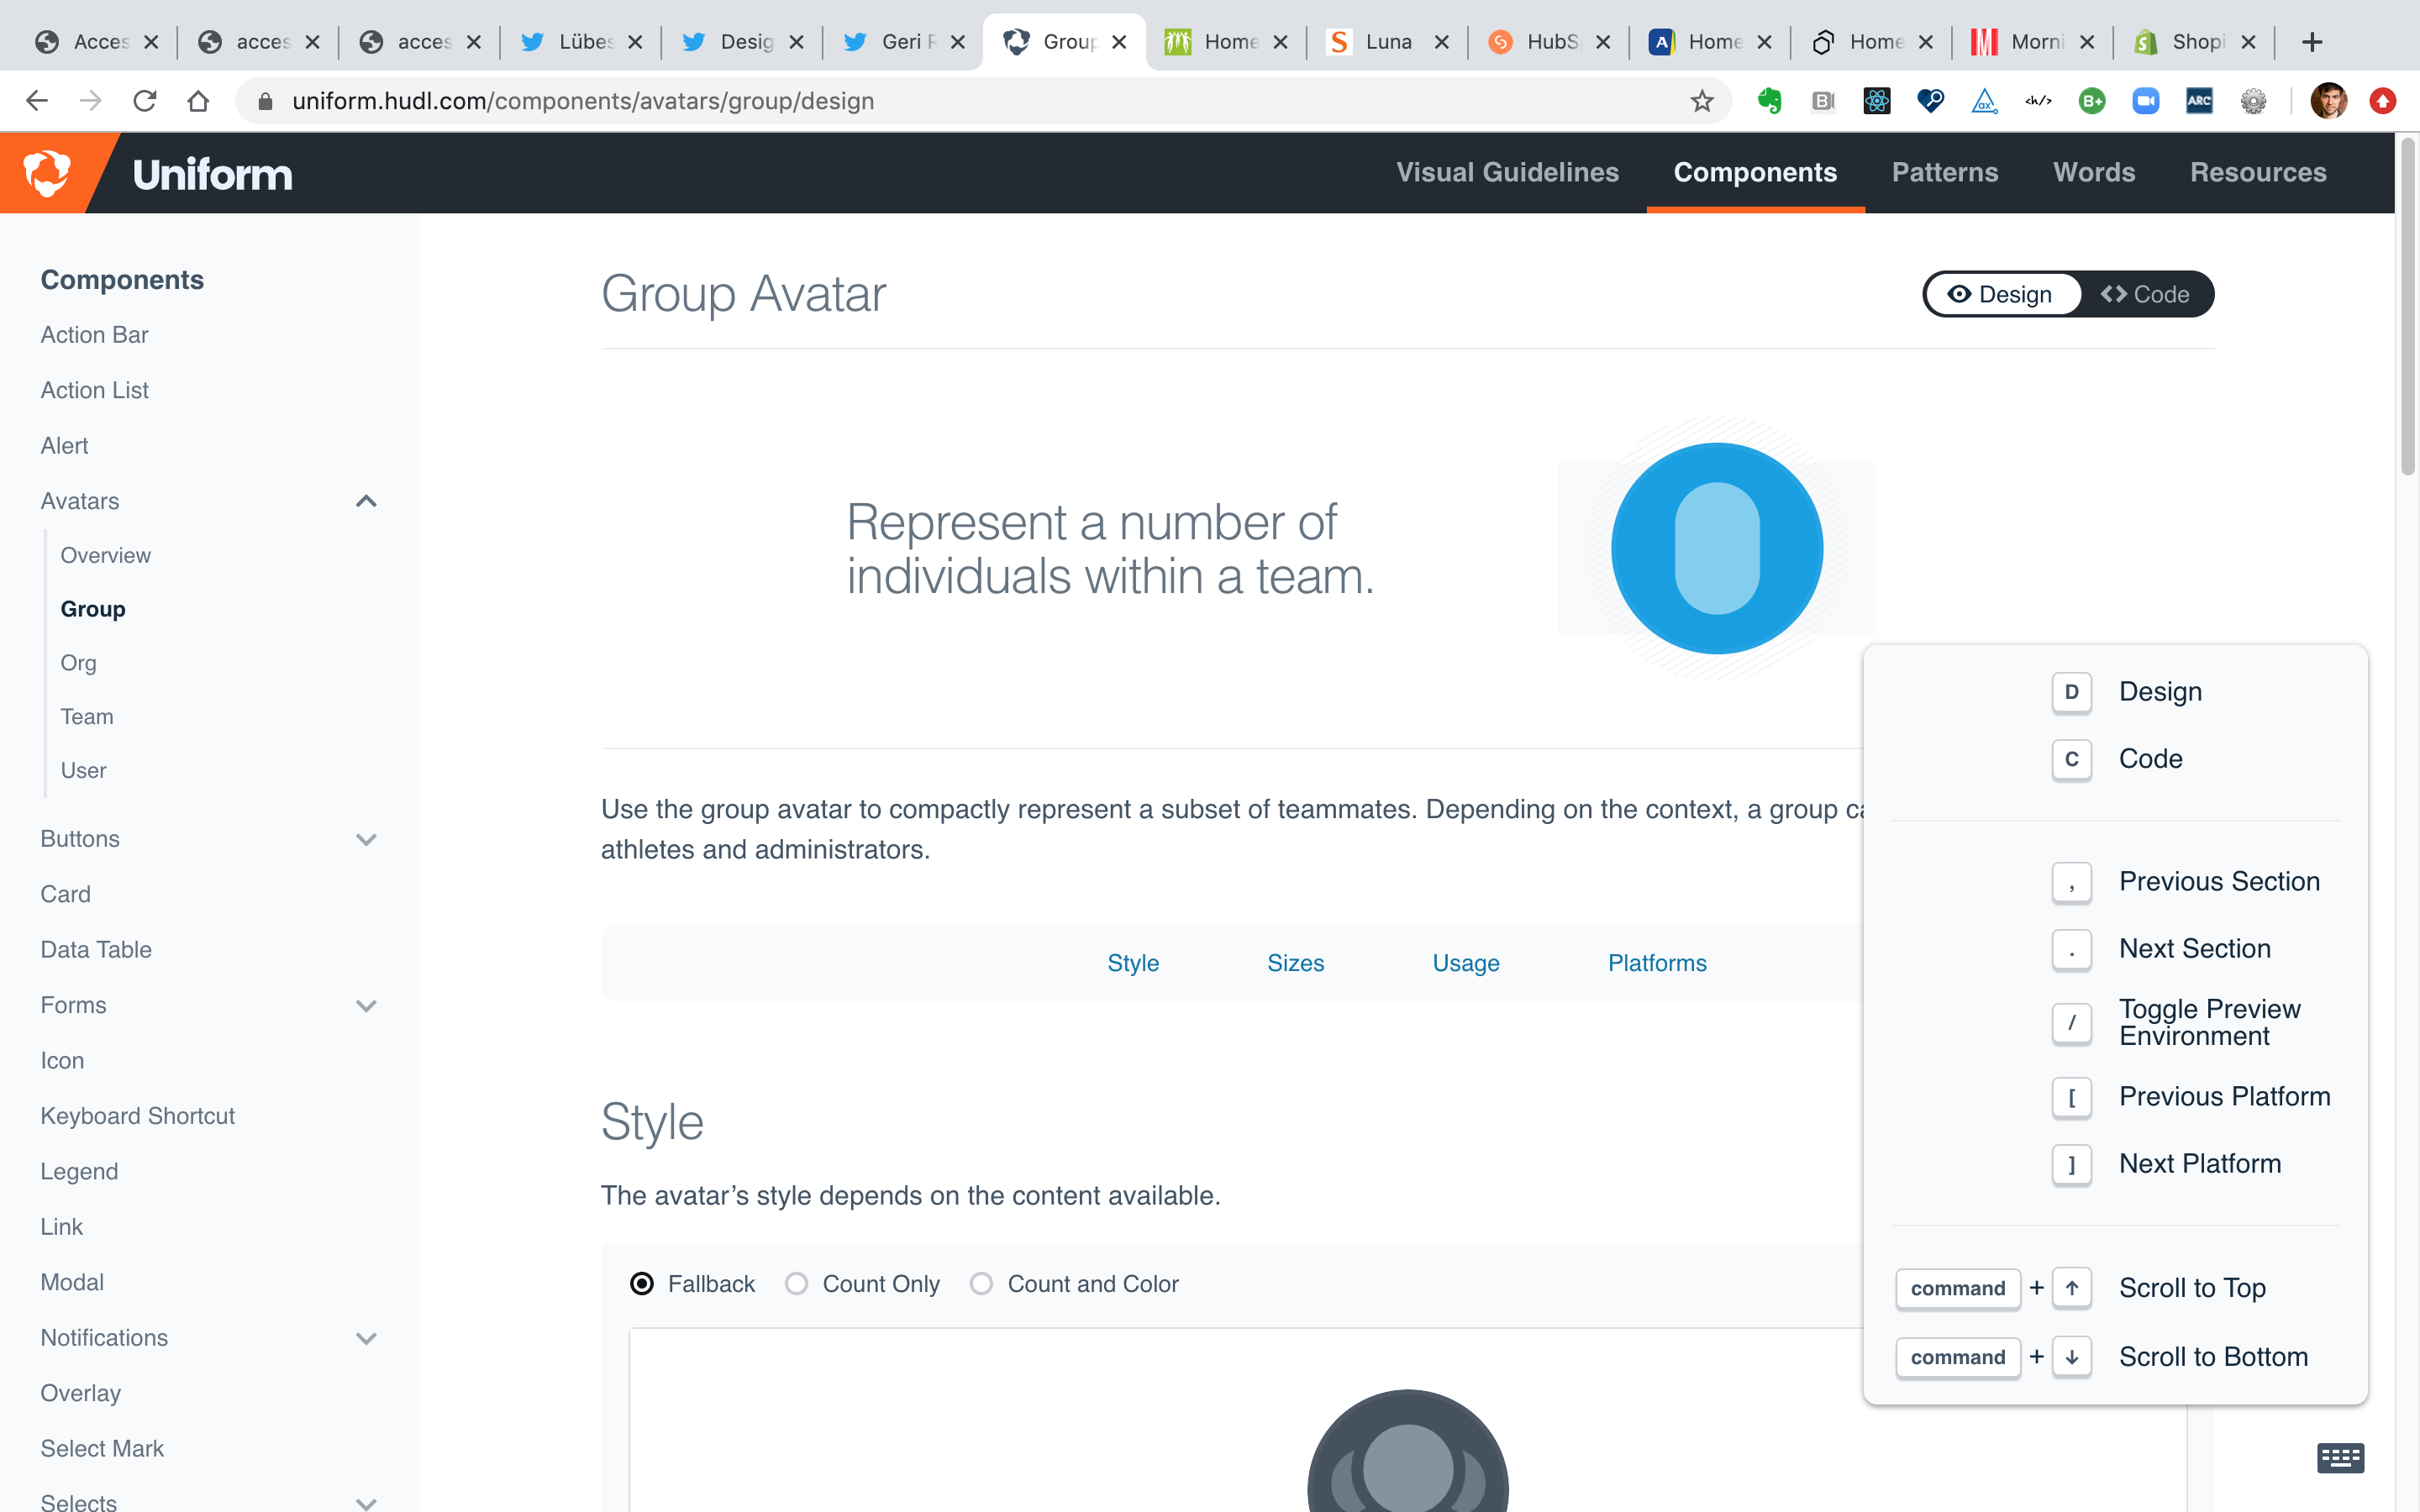 Acces
acces
acces
Lübes
Desig
Geri
Group
Home
Luna
HubS
Home
Home
Morni
Shopi
uniform.hudl.com/components/avatars/group/design
Uniform
Visual Guidelines
Components
Patterns
Words
Resources
Components
Action Bar
Action List
Alert
Avatars
Overview
Group
Org
Team
User
Buttons
Card
Data Table
Forms
Icon
Keyboard Shortcut
Legend
Link
Modal
Notifications
Overlay
Select Mark
Selects
Group Avatar
Design
Code
Represent a number of
individuals within a team.
Use the group avatar to compactly represent a subset of teammates. Depending on the context, a group
athletes and administrators.
Style
Sizes
Usage
Platforms
Style
The avatar’s style depends on the content available.
Fallback
Count Only
Count and Color
D Design
C Code
, Previous Section
. Next Section
/ Toggle Preview
Environment
[ Previous Platform
] Next Platform
command + ↑ Scroll to Top
command + ↓ Scroll to Bottom